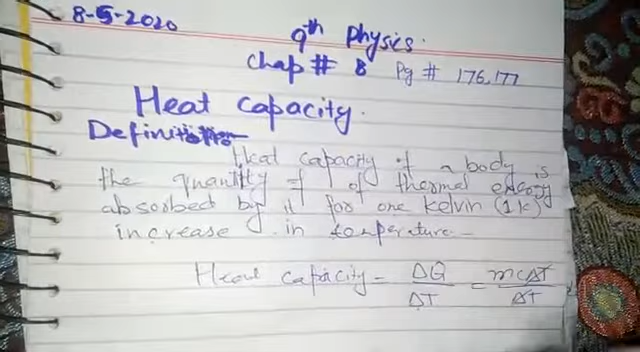 8-5-2020
9th Physics.
Chap # 8 Pg # 176,177
Heat capacity.
Definition
Heat capacity of a body is
the quantity of of thermal energy
absorbed by it for one kelvin (1k)
increase in temperature-
Heat capacity = ΔQ/ΔT = mcΔT/ΔT